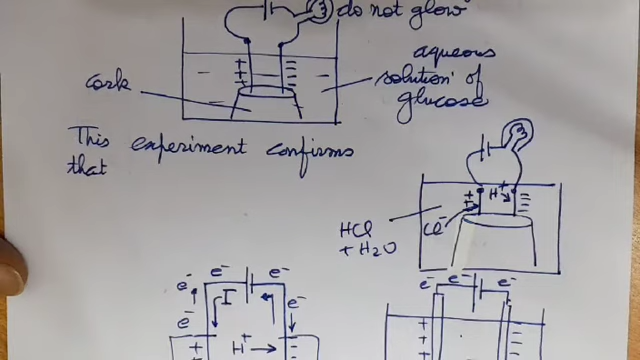 do not glow
aqueous
solution of
glucose
cork
+ + +
This experiment confirms
that
HCl
+ H2O
Cl⁻
H⁺
+ +
e⁻ e⁻
e⁻ I e⁻
e⁻
H⁺
+
e⁻ e⁻ e⁻
+ +